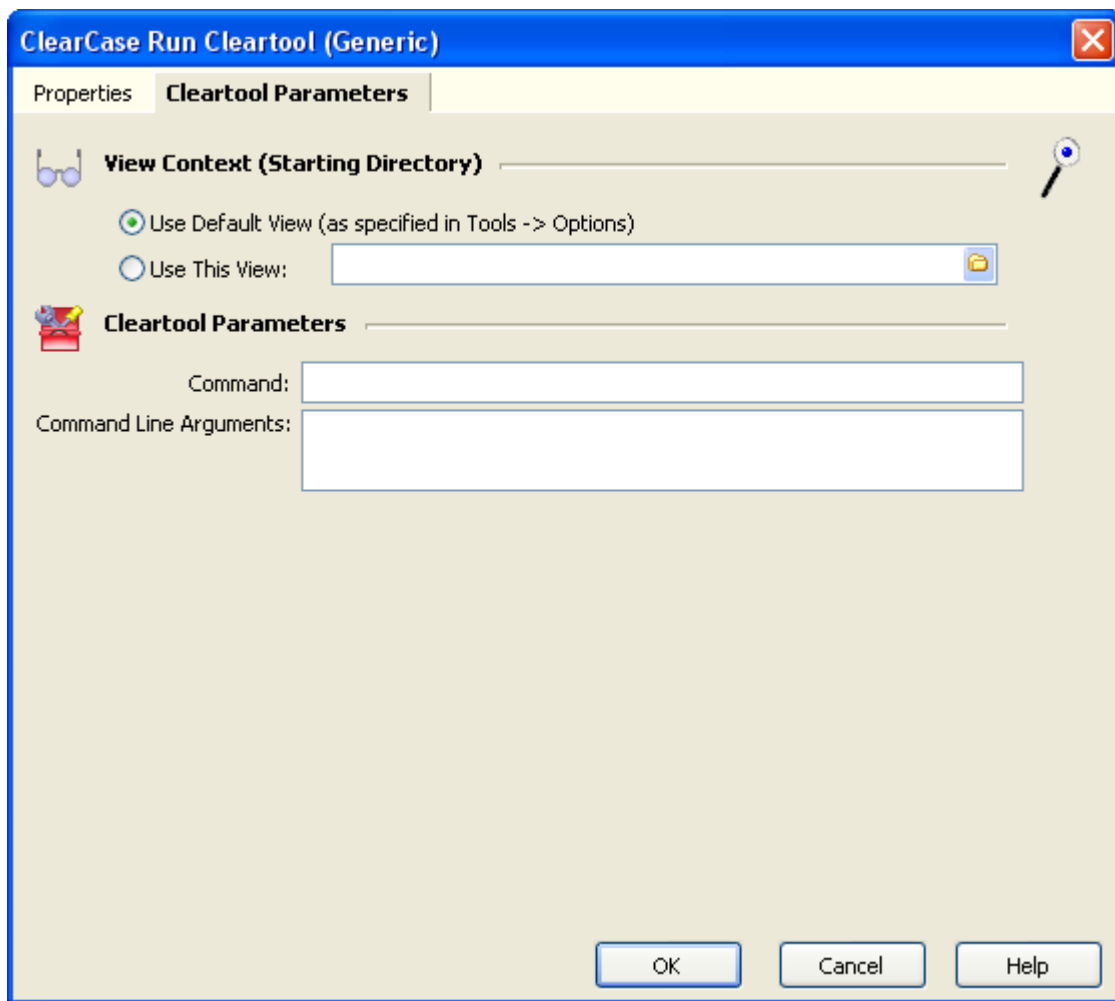 ClearCase Run Cleartool (Generic)
Properties Cleartool Parameters
View Context (Starting Directory)
Use Default View (as specified in Tools -> Options)
Use This View:
Cleartool Parameters
Command:
Command Line Arguments:
OK Cancel Help